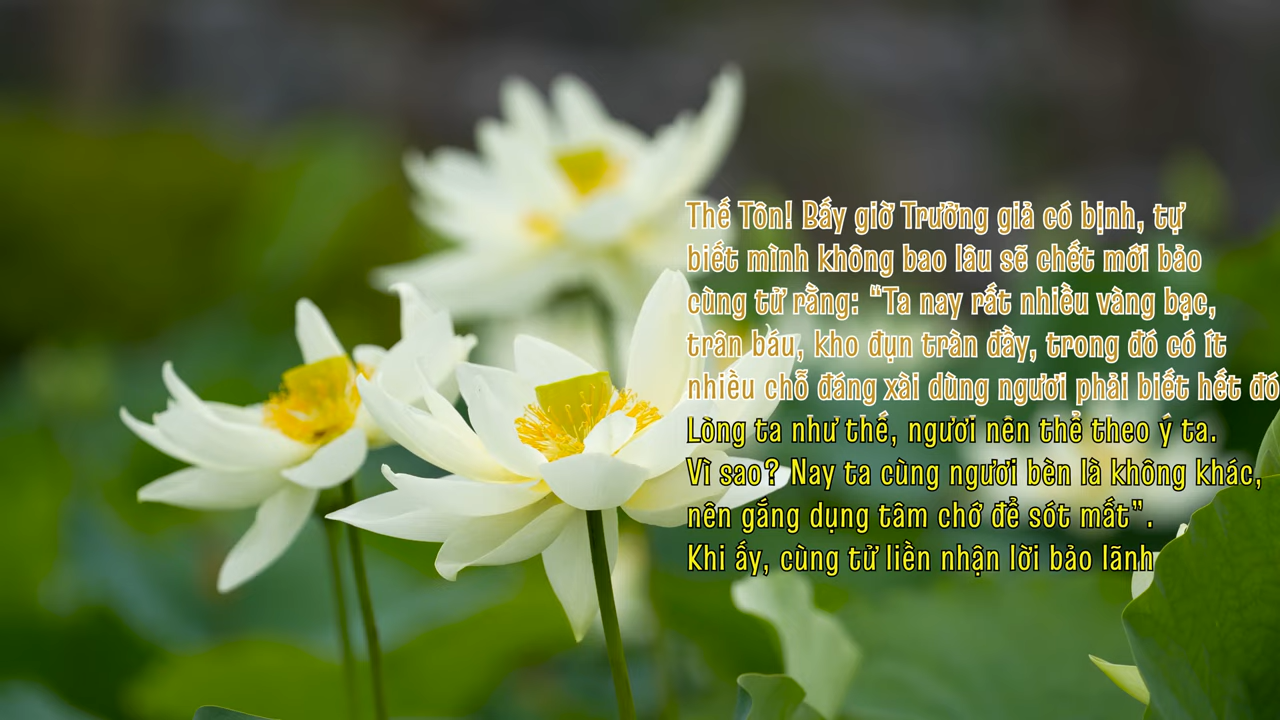 Thế Tôn! Bấy giờ Trưởng giả có bịnh, tự
biết mình không bao lâu sẽ chết mới bảo
cùng tử rằng: “Ta nay rất nhiều vàng bạc,
trân báu, kho đụn tràn đầy, trong đó có ít
nhiều chỗ đáng xài dùng ngươi phải biết hết đó
Lòng ta như thế, ngươi nên thể theo ý ta.
Vì sao? Nay ta cùng ngươi bèn là không khác,
nên gắng dụng tâm chớ để sót mất”.
Khi ấy, cùng tử liền nhận lời bảo lãnh